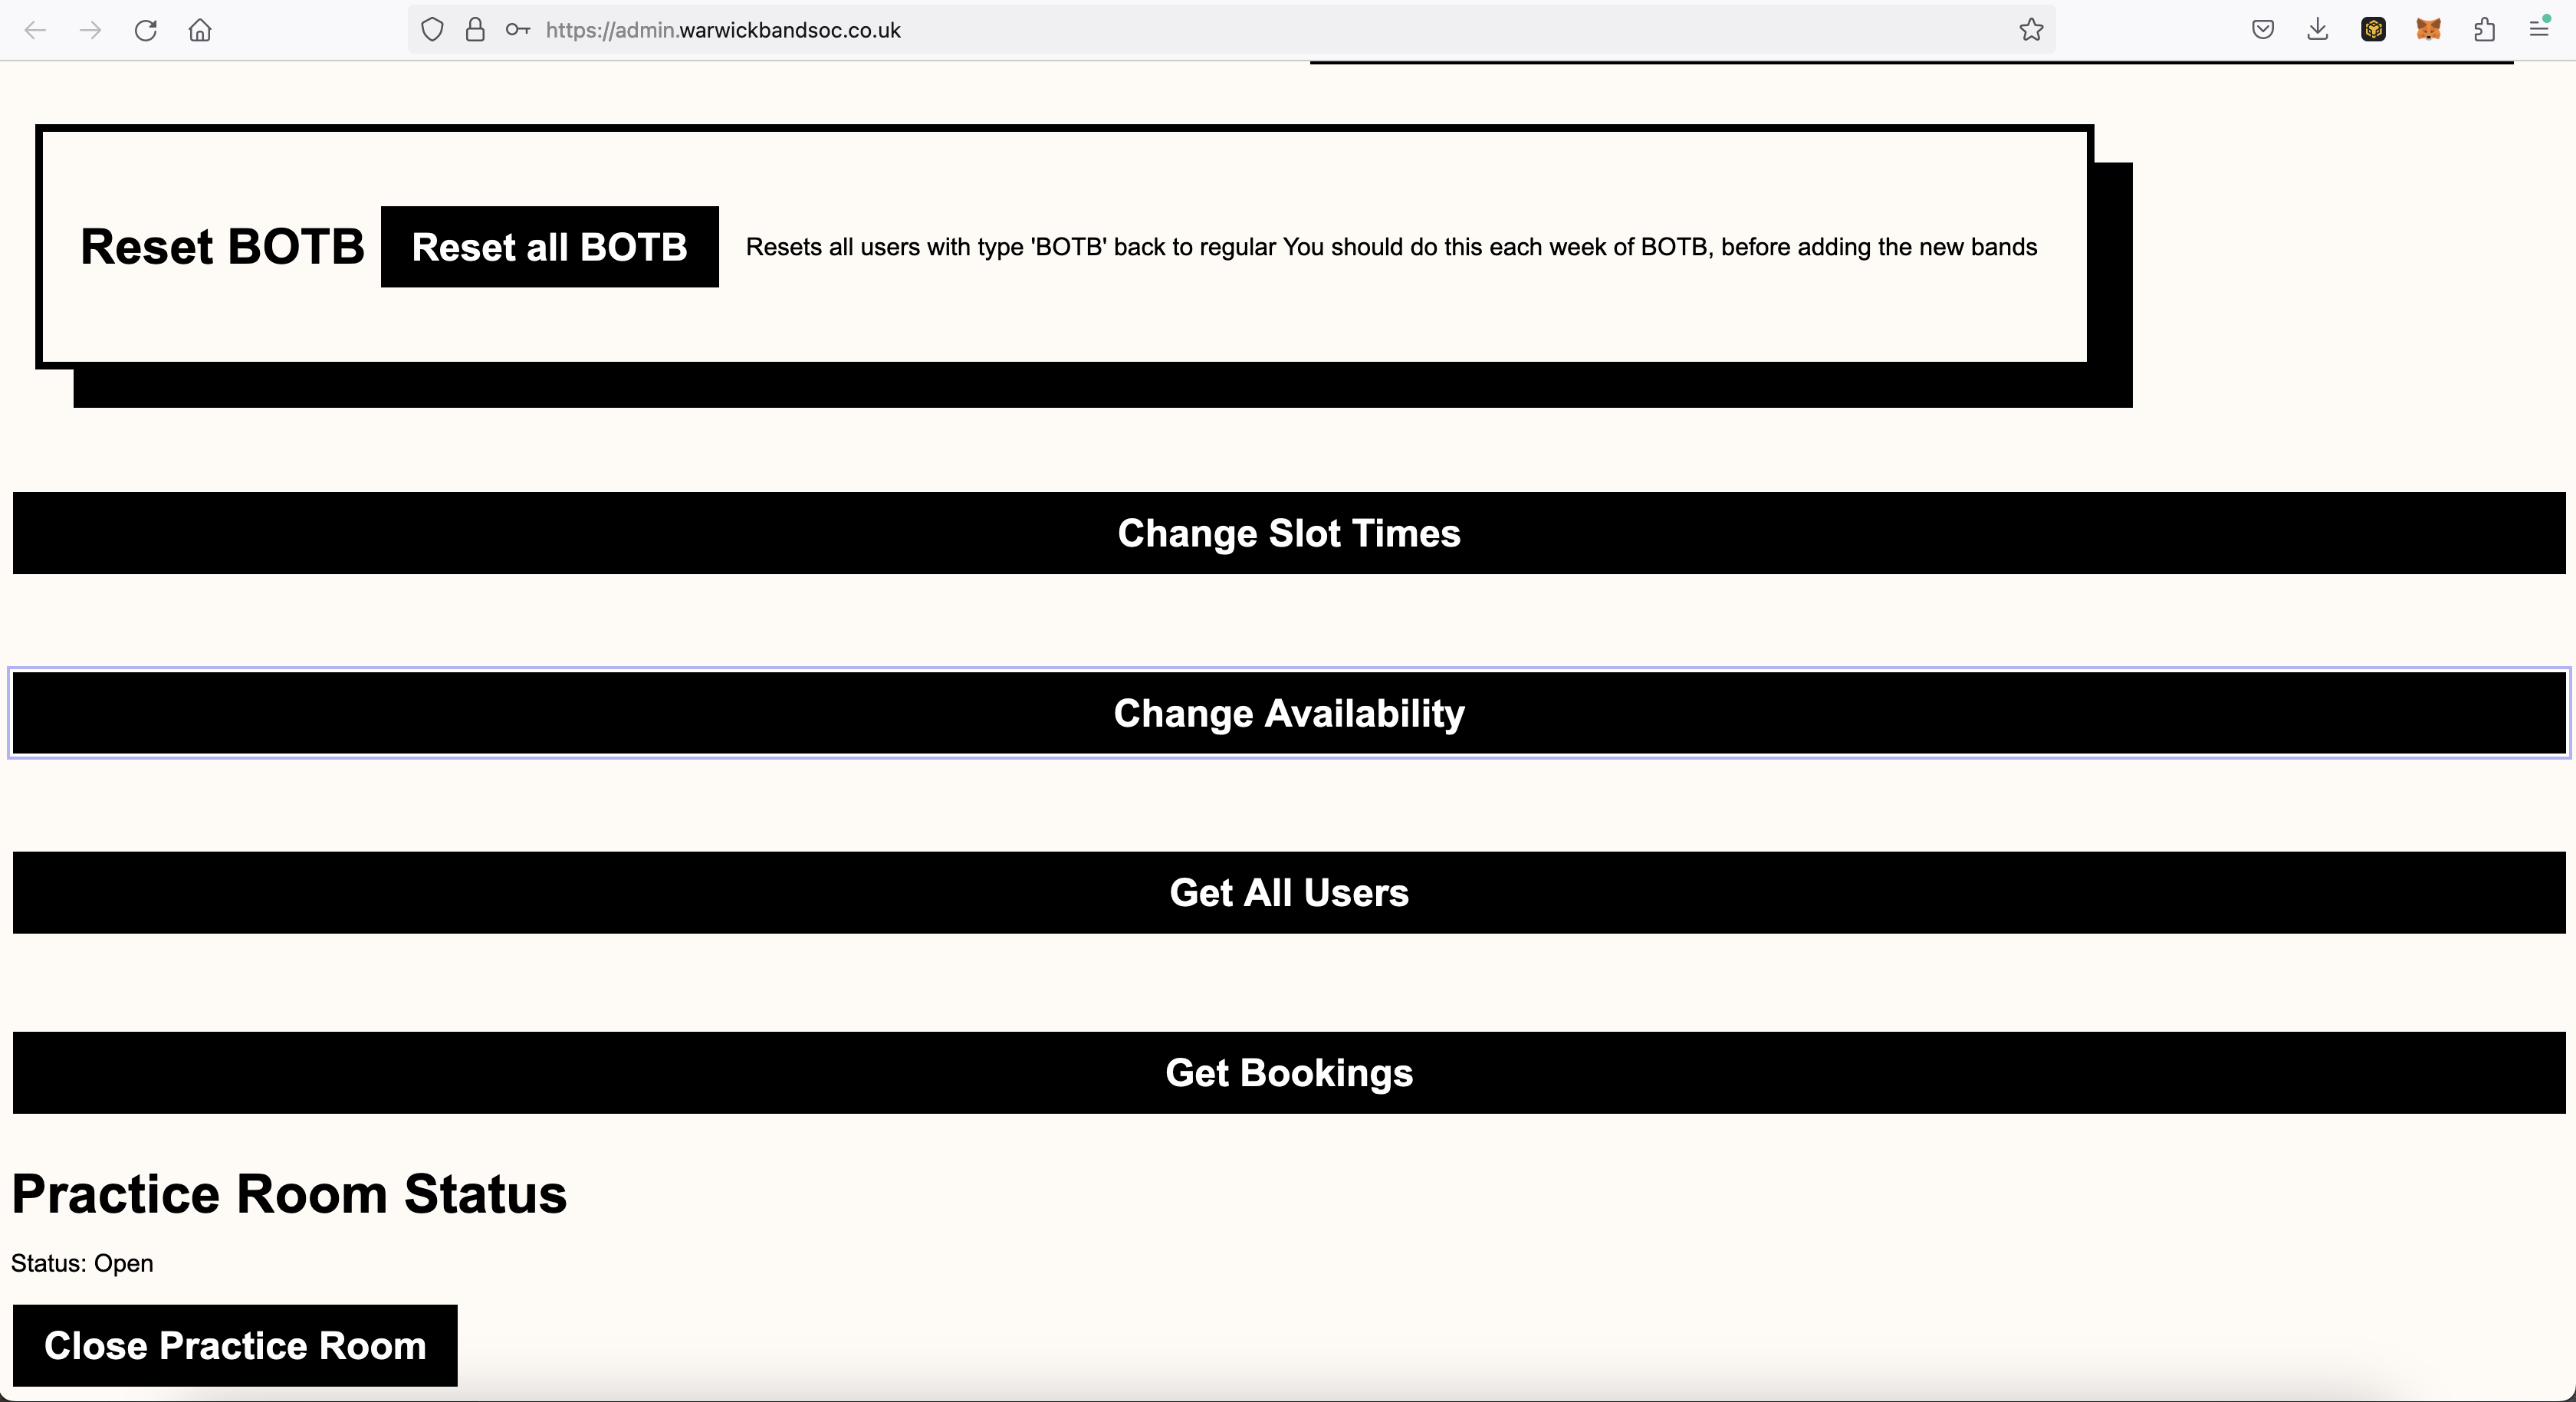 https://admin.warwickbandsoc.co.uk
Reset BOTB
Reset all BOTB
Resets all users with type 'BOTB' back to regular You should do this each week of BOTB, before adding the new bands
Change Slot Times
Change Availability
Get All Users
Get Bookings
Practice Room Status
Status: Open
Close Practice Room